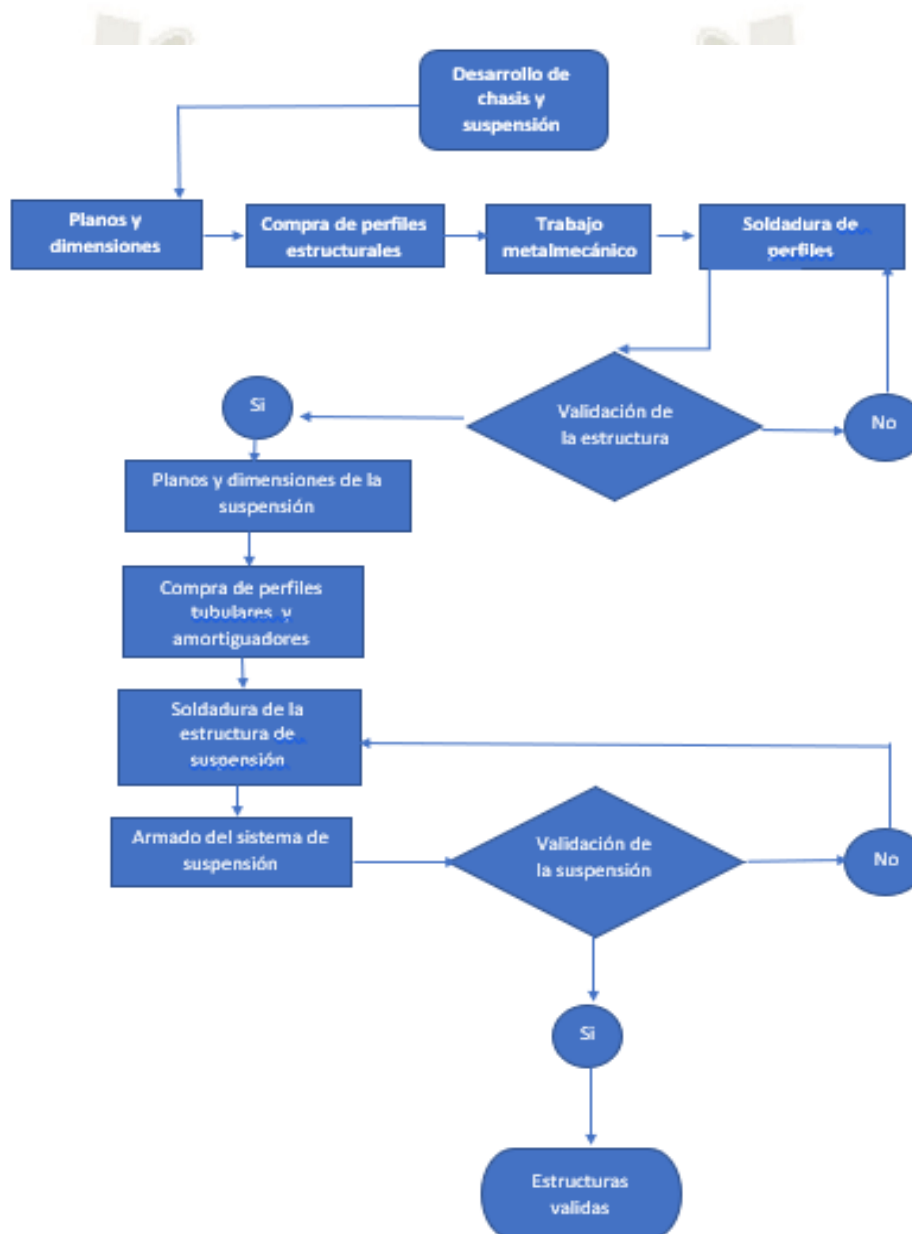 Desarrollo de
chasis y
suspensión
Planos y
dimensiones
Compra de perfiles
estructurales
Trabajo
metalmecánico
Soldadura de
perfiles
Validación de
la estructura
No
Si
Planos y dimensiones de la
suspensión
Compra de perfiles
tubulares y
amortiguadores
Soldadura de la
estructura de
suspensión
Armado del sistema de
suspensión
Validación de
la suspensión
No
Si
Estructuras
validas